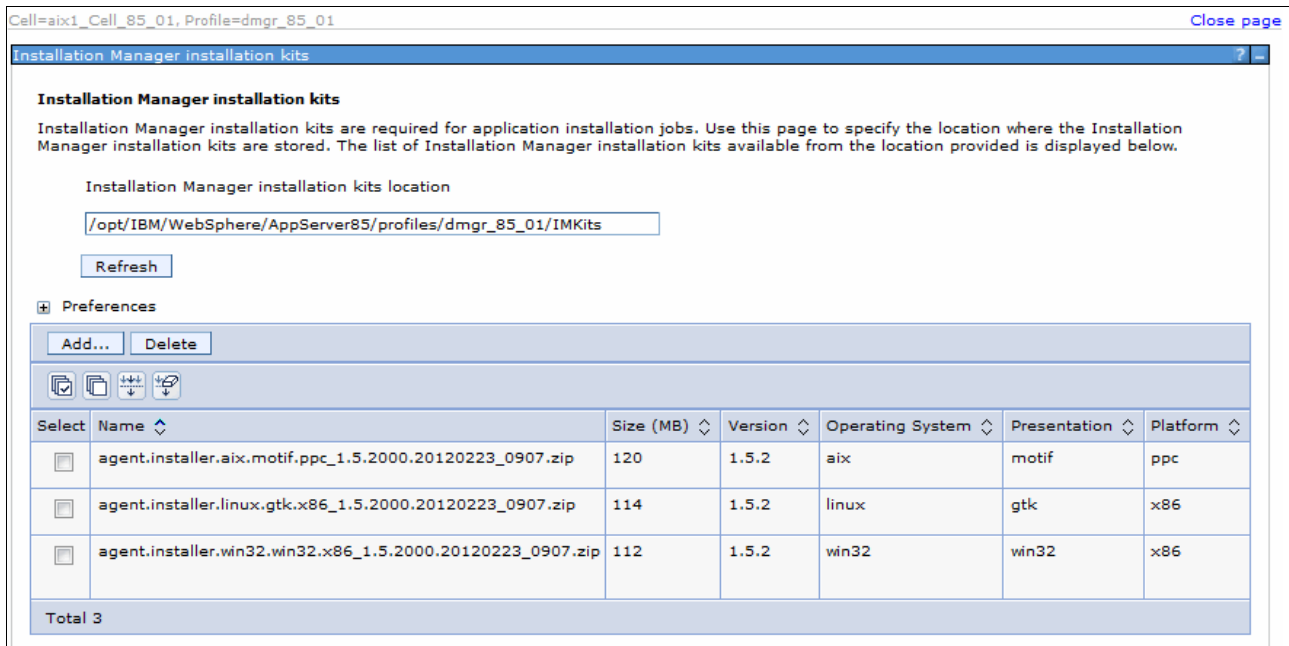 Cell=aix1_Cell_85_01, Profile=dmgr_85_01 Close page
Installation Manager installation kits ? _
Installation Manager installation kits
Installation Manager installation kits are required for application installation jobs. Use this page to specify the location where the Installation
Manager installation kits are stored. The list of Installation Manager installation kits available from the location provided is displayed below.
Installation Manager installation kits location
/opt/IBM/WebSphere/AppServer85/profiles/dmgr_85_01/IMKits
Refresh
+ Preferences
Add... Delete
Select Name Size (MB) Version Operating System Presentation Platform
agent.installer.aix.motif.ppc_1.5.2000.20120223_0907.zip 120 1.5.2 aix motif ppc
agent.installer.linux.gtk.x86_1.5.2000.20120223_0907.zip 114 1.5.2 linux gtk x86
agent.installer.win32.win32.x86_1.5.2000.20120223_0907.zip 112 1.5.2 win32 win32 x86
Total 3